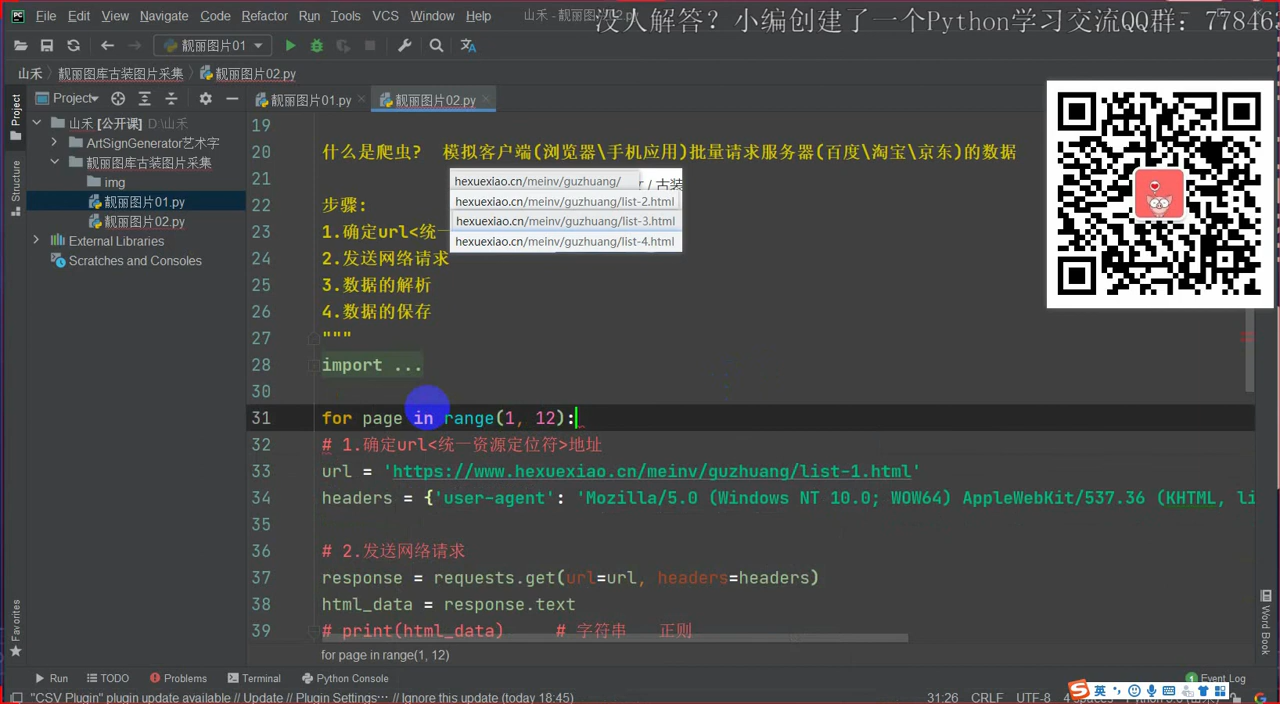 没人解答？小编创建了一个Python学习交流QQ群：77846
File Edit View Navigate Code Refactor Run Tools VCS Window Help
靓丽图片01
山禾 靓丽图库古装图片采集 靓丽图片02.py
Project 靓丽图片01.py 靓丽图片02.py
山禾 [公开课] D:\山禾
ArtSignGenerator艺术字
靓丽图库古装图片采集
img
靓丽图片01.py
靓丽图片02.py
External Libraries
Scratches and Consoles
Project
Structure
Favorites
Word Book
19
20 什么是爬虫? 模拟客户端(浏览器\手机应用)批量请求服务器(百度\淘宝\京东)的数据
21
hexuexiao.cn/meinv/guzhuang/ / 古装
hexuexiao.cn/meinv/guzhuang/list-2.html
hexuexiao.cn/meinv/guzhuang/list-3.html
hexuexiao.cn/meinv/guzhuang/list-4.html
22 步骤:
23 1.确定url<统一
24 2.发送网络请求
25 3.数据的解析
26 4.数据的保存
27 """
28 import ...
30
31 for page in range(1, 12):
32 # 1.确定url<统一资源定位符>地址
33 url = 'https://www.hexuexiao.cn/meinv/guzhuang/list-1.html'
34 headers = {'user-agent': 'Mozilla/5.0 (Windows NT 10.0; WOW64) AppleWebKit/537.36 (KHTML, li
35
36 # 2.发送网络请求
37 response = requests.get(url=url, headers=headers)
38 html_data = response.text
39 # print(html_data) # 字符串 正则
for page in range(1, 12)
Run TODO Problems Terminal Python Console Event Log
"CSV Plugin" plugin update available // Update // Plugin Settings··· // Ignore this update (today 18:45) 31:26 CRLF UTF-8
英